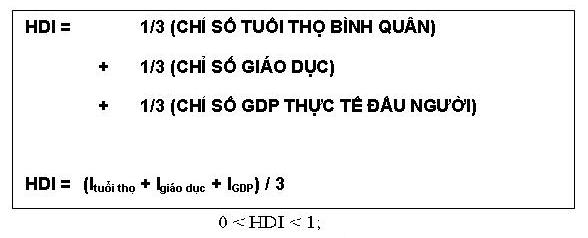 HDI = 1/3 (CHỈ SỐ TUỔI THỌ BÌNH QUÂN)
+ 1/3 (CHỈ SỐ GIÁO DỤC)
+ 1/3 (CHỈ SỐ GDP THỰC TẾ ĐẦU NGƯỜI)
HDI = (Ituổi thọ + Igiáo dục + IGDP) / 3
0 < HDI < 1;